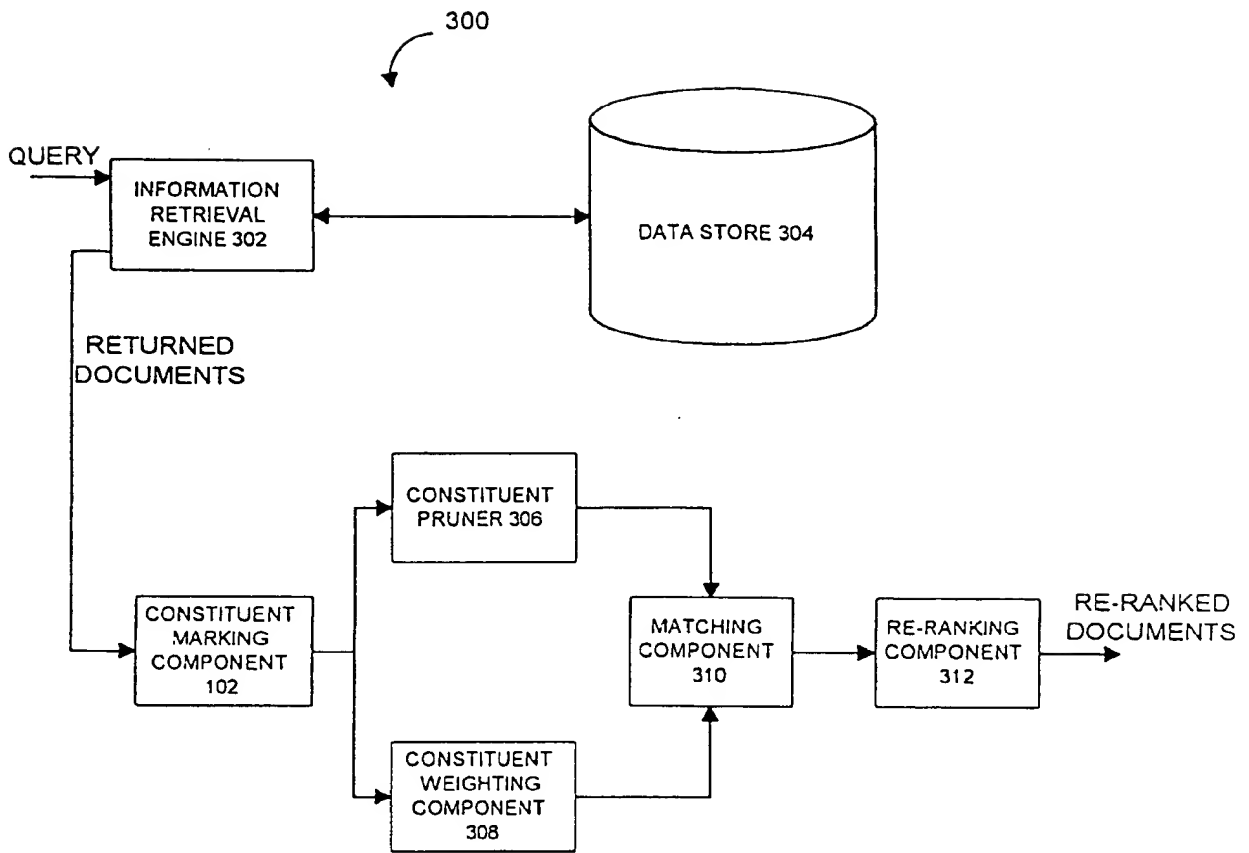 300
QUERY
INFORMATION
RETRIEVAL
ENGINE 302
DATA STORE 304
RETURNED
DOCUMENTS
CONSTITUENT
PRUNER 306
CONSTITUENT
MARKING
COMPONENT
102
MATCHING
COMPONENT
310
RE-RANKING
COMPONENT
312
RE-RANKED
DOCUMENTS
CONSTITUENT
WEIGHTING
COMPONENT
308